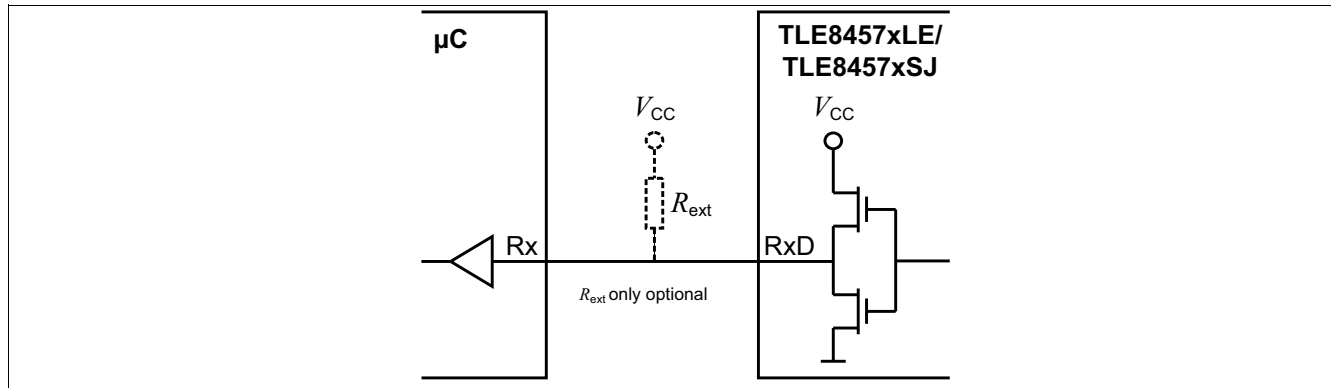 µC
TLE8457xLE/
TLE8457xSJ
VCC
VCC
Rext
Rx
RxD
Rext only optional